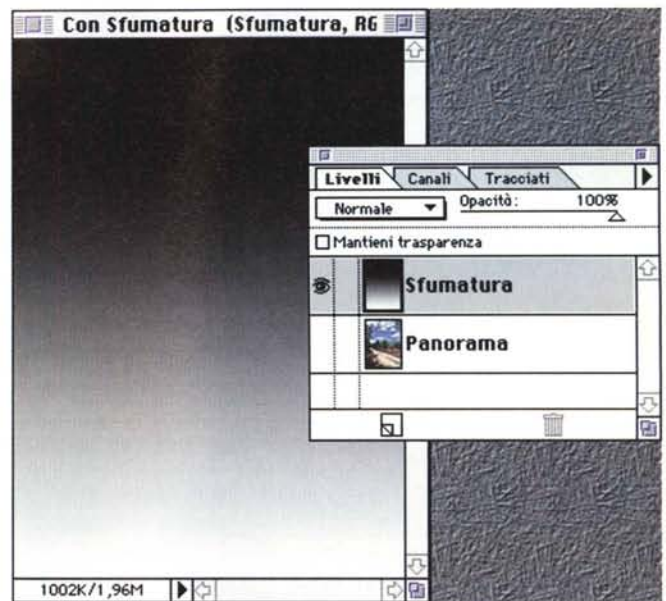 Con Sfumatura (Sfumatura, RG
Livelli Canali Tracciati
Normale Opacità: 100%
Mantieni trasparenza
Sfumatura
Panorama
1002K/1,96M